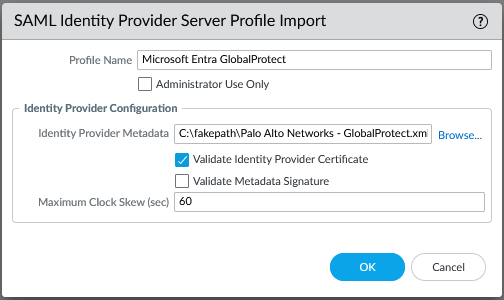 SAML Identity Provider Server Profile Import
Profile Name Microsoft Entra GlobalProtect
Administrator Use Only
Identity Provider Configuration
Identity Provider Metadata C:\fakepath\Palo Alto Networks - GlobalProtect.xml Browse...
Validate Identity Provider Certificate
Validate Metadata Signature
Maximum Clock Skew (sec) 60
OK Cancel